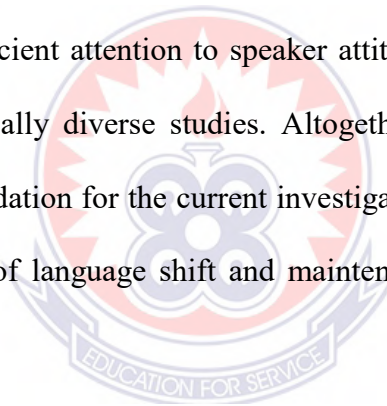 cient attention to speaker attit
ally diverse studies. Altogeth
dation for the current investiga
of language shift and mainten
EDUCATION FOR SERVICE